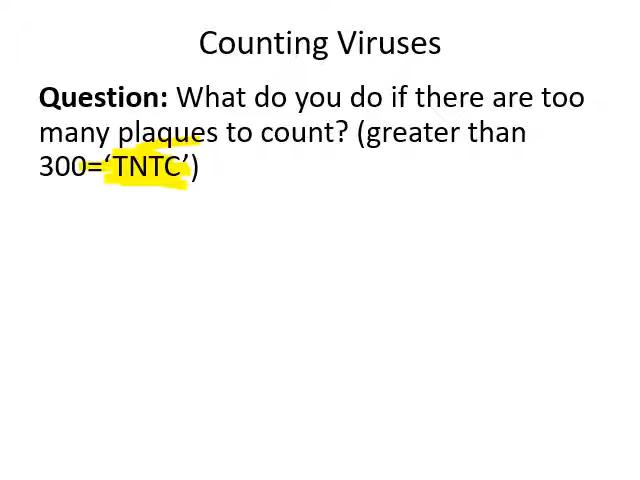 Counting Viruses
Question: What do you do if there are too
many plaques to count? (greater than
300=‘TNTC’)